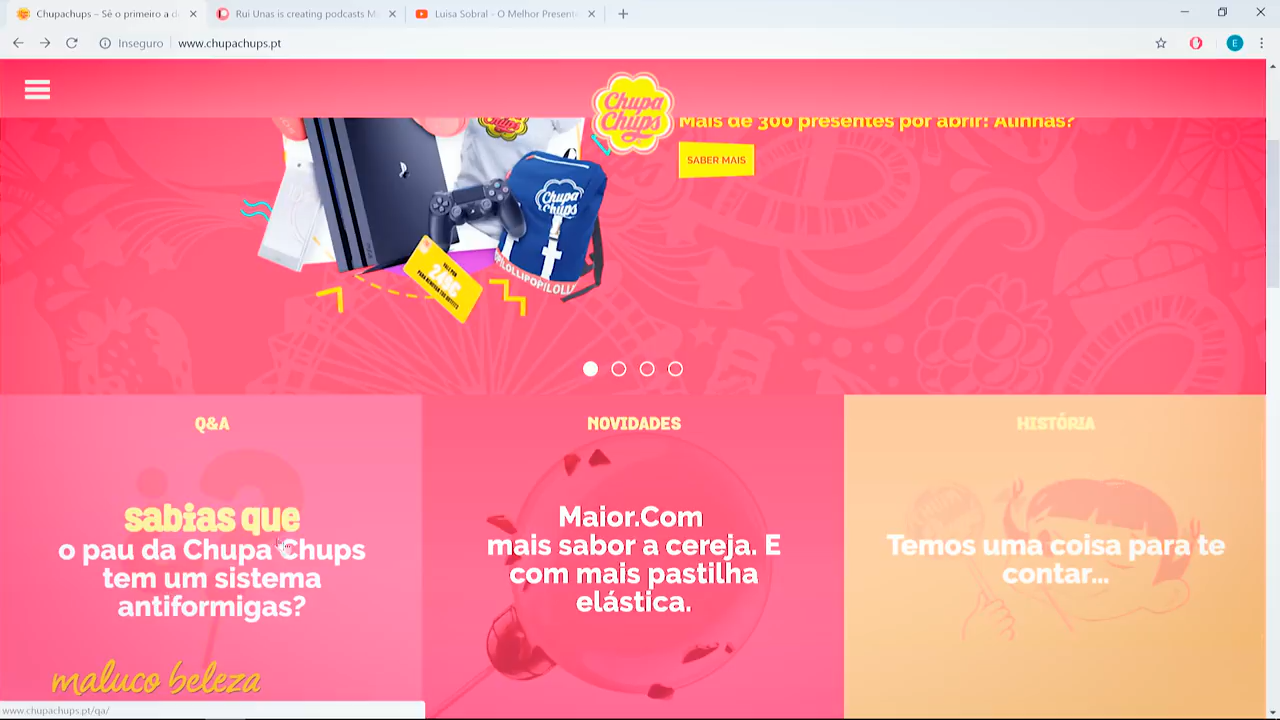 Chupachups – Sê o primeiro a d
Rui Unas is creating podcasts M
Luísa Sobral - O Melhor Presente
Inseguro
www.chupachups.pt
E
Chupa
Chups
Mais de 300 presentes por abrir: Alinhas?
SABER MAIS
Chupa
Chups
Q&A
NOVIDADES
HISTÓRIA
sabias que
o pau da Chupa Chups
tem um sistema
antiformigas?
Maior.Com
mais sabor a cereja. E
com mais pastilha
elástica.
Temos uma coisa para te
contar...
maluco beleza
www.chupachups.pt/qa/